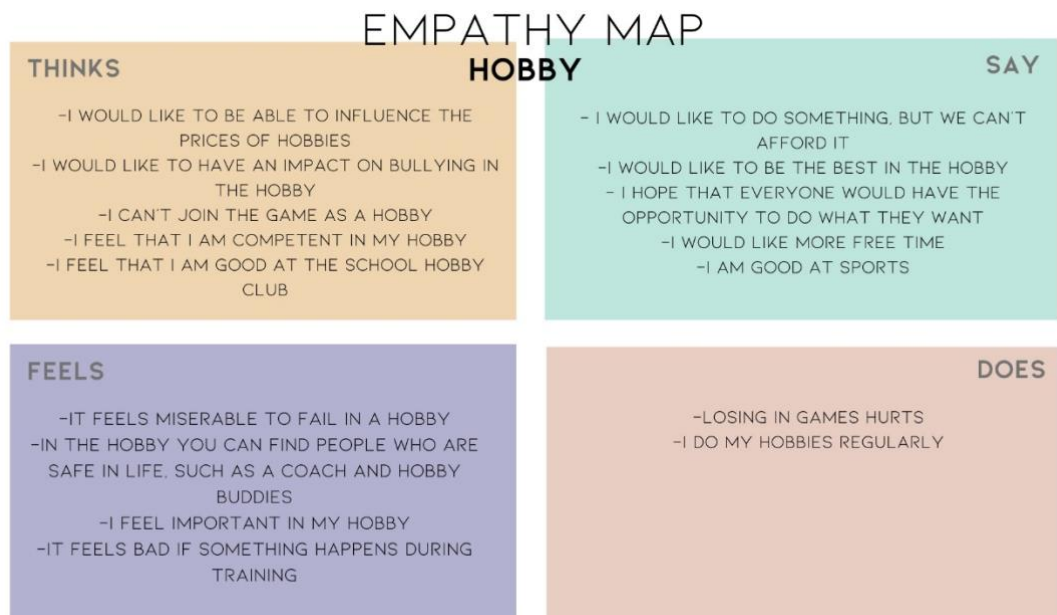 EMPATHY MAP
HOBBY
THINKS
-I WOULD LIKE TO BE ABLE TO INFLUENCE THE
PRICES OF HOBBIES
-I WOULD LIKE TO HAVE AN IMPACT ON BULLYING IN
THE HOBBY
-I CAN'T JOIN THE GAME AS A HOBBY
-I FEEL THAT I AM COMPETENT IN MY HOBBY
-I FEEL THAT I AM GOOD AT THE SCHOOL HOBBY
CLUB
SAY
- I WOULD LIKE TO DO SOMETHING, BUT WE CAN'T
AFFORD IT
-I WOULD LIKE TO BE THE BEST IN THE HOBBY
- I HOPE THAT EVERYONE WOULD HAVE THE
OPPORTUNITY TO DO WHAT THEY WANT
-I WOULD LIKE MORE FREE TIME
-I AM GOOD AT SPORTS
FEELS
-IT FEELS MISERABLE TO FAIL IN A HOBBY
-IN THE HOBBY YOU CAN FIND PEOPLE WHO ARE
SAFE IN LIFE, SUCH AS A COACH AND HOBBY
BUDDIES
-I FEEL IMPORTANT IN MY HOBBY
-IT FEELS BAD IF SOMETHING HAPPENS DURING
TRAINING
DOES
-LOSING IN GAMES HURTS
-I DO MY HOBBIES REGULARLY